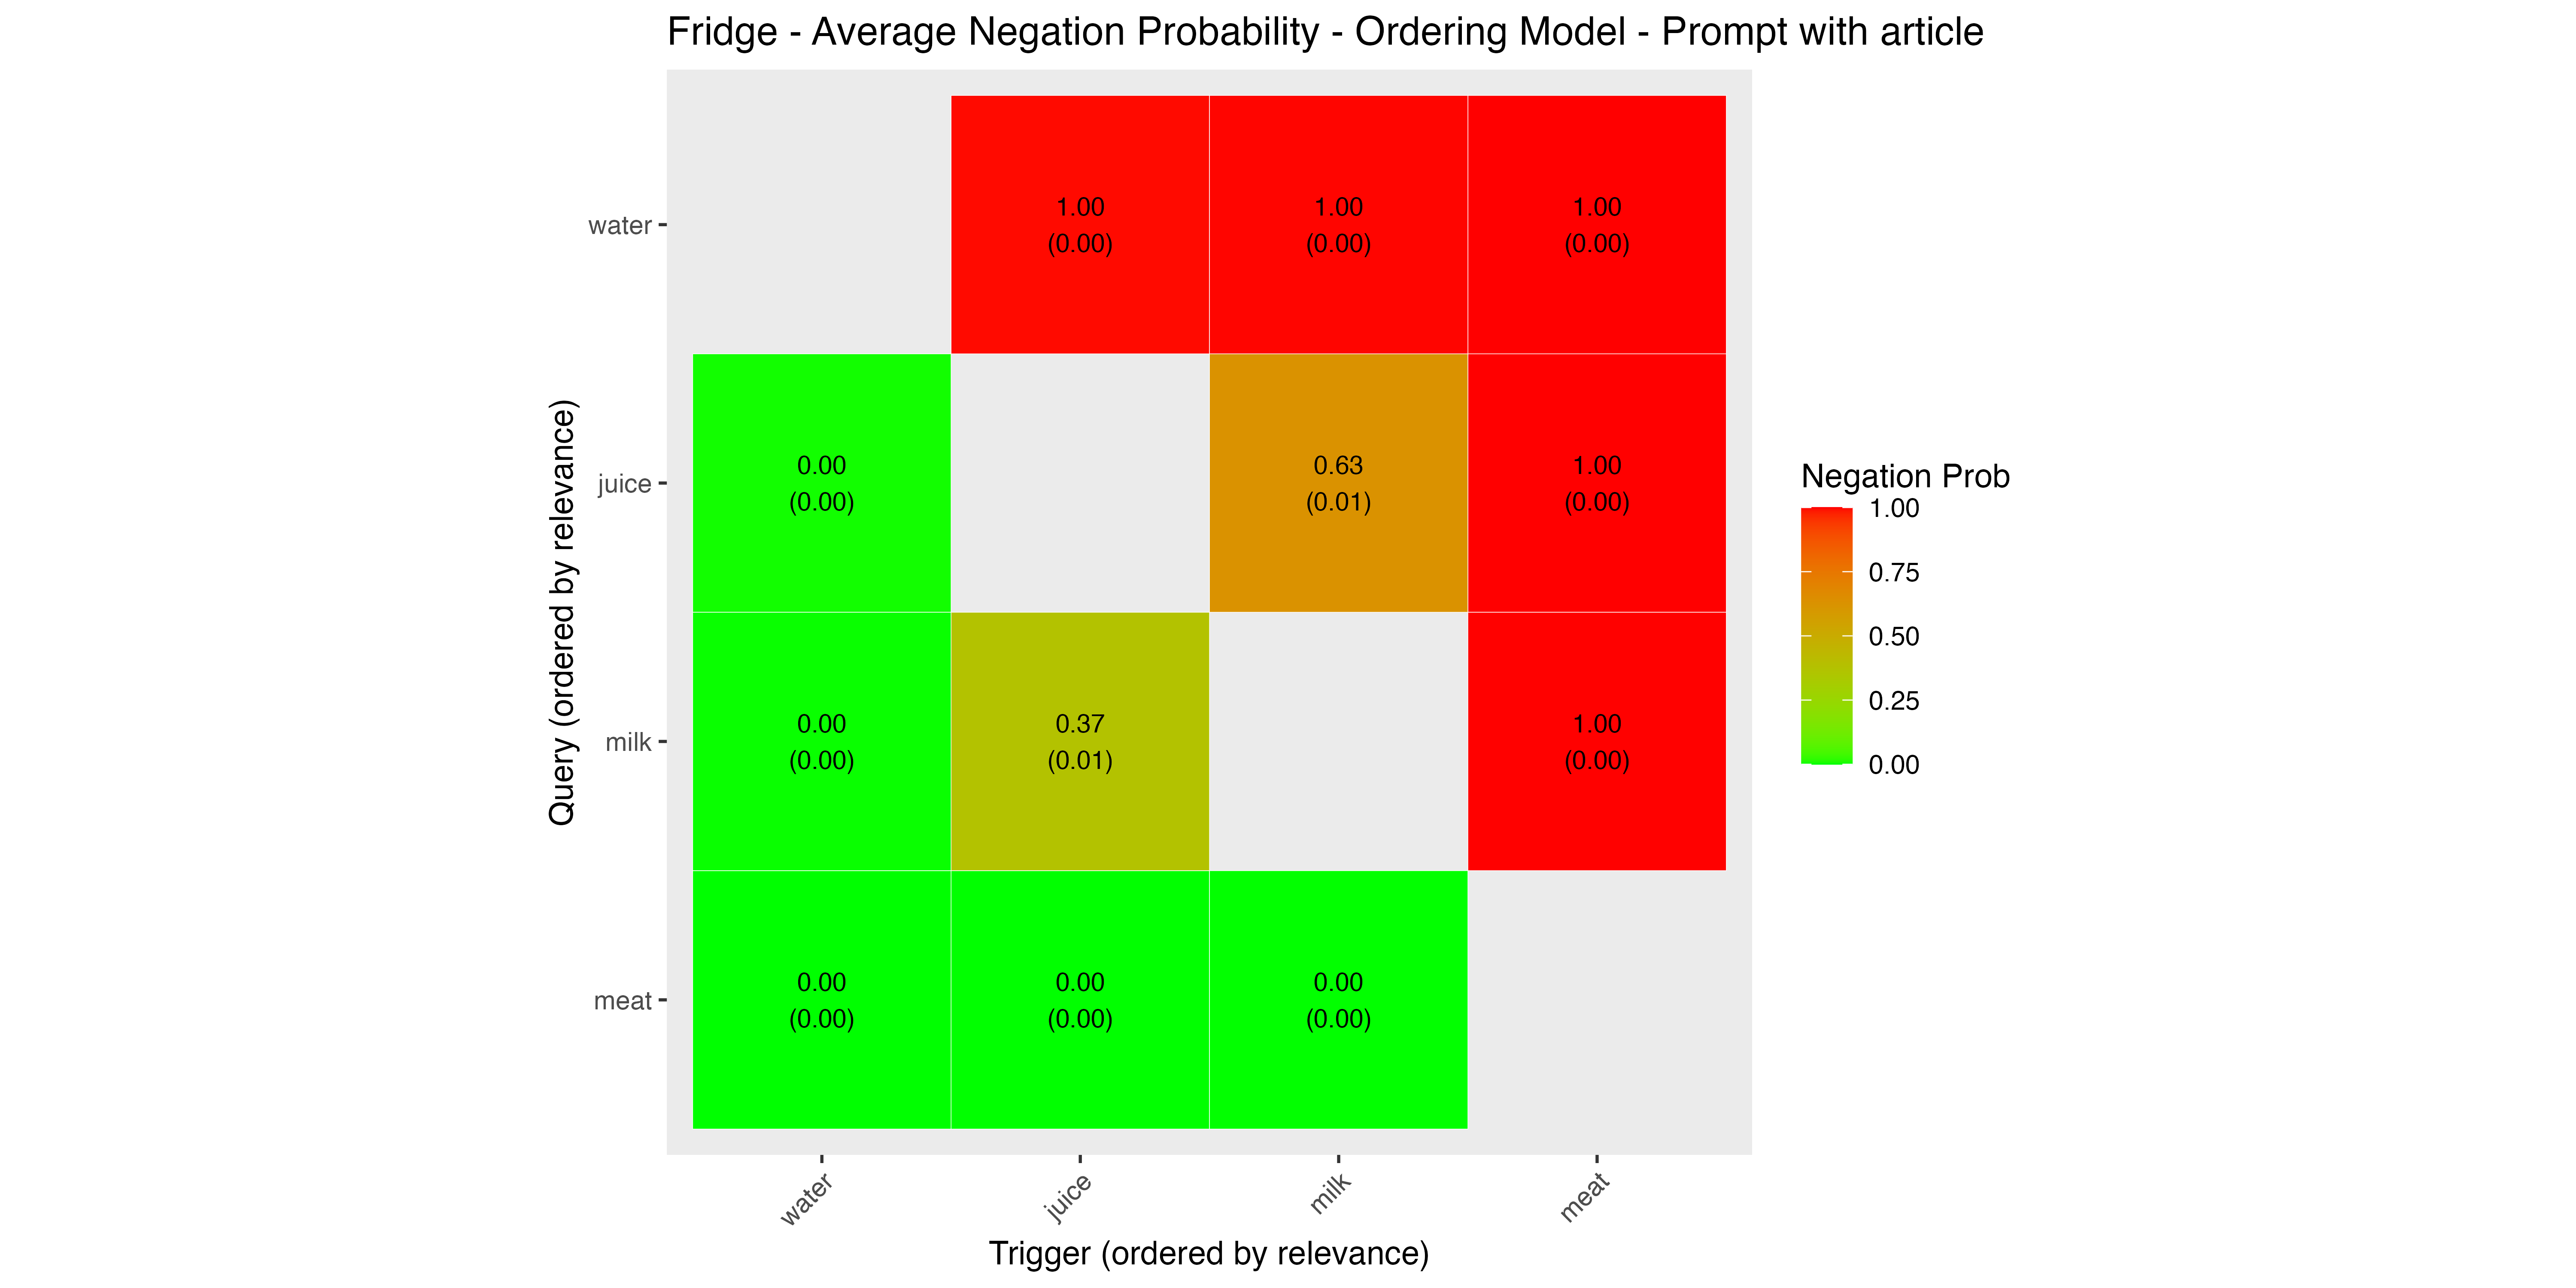 Fridge - Average Negation Probability - Ordering Model - Prompt with article
Query (ordered by relevance)
water
1.00
(0.00)
1.00
(0.00)
1.00
(0.00)
juice
0.00
(0.00)
0.63
(0.01)
1.00
(0.00)
milk
0.00
(0.00)
0.37
(0.01)
1.00
(0.00)
meat
0.00
(0.00)
0.00
(0.00)
0.00
(0.00)
water
juice
milk
meat
Trigger (ordered by relevance)
Negation Prob
1.00
0.75
0.50
0.25
0.00